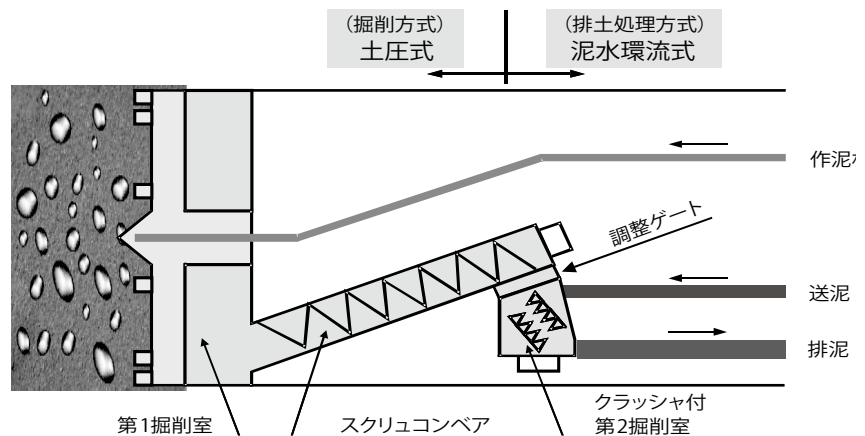 （掘削方式）
土圧式
（排土処理方式）
泥水環流式
作泥
調整ゲート
送泥
排泥
第1掘削室
スクリュコンベア
クラッシャ付
第2掘削室